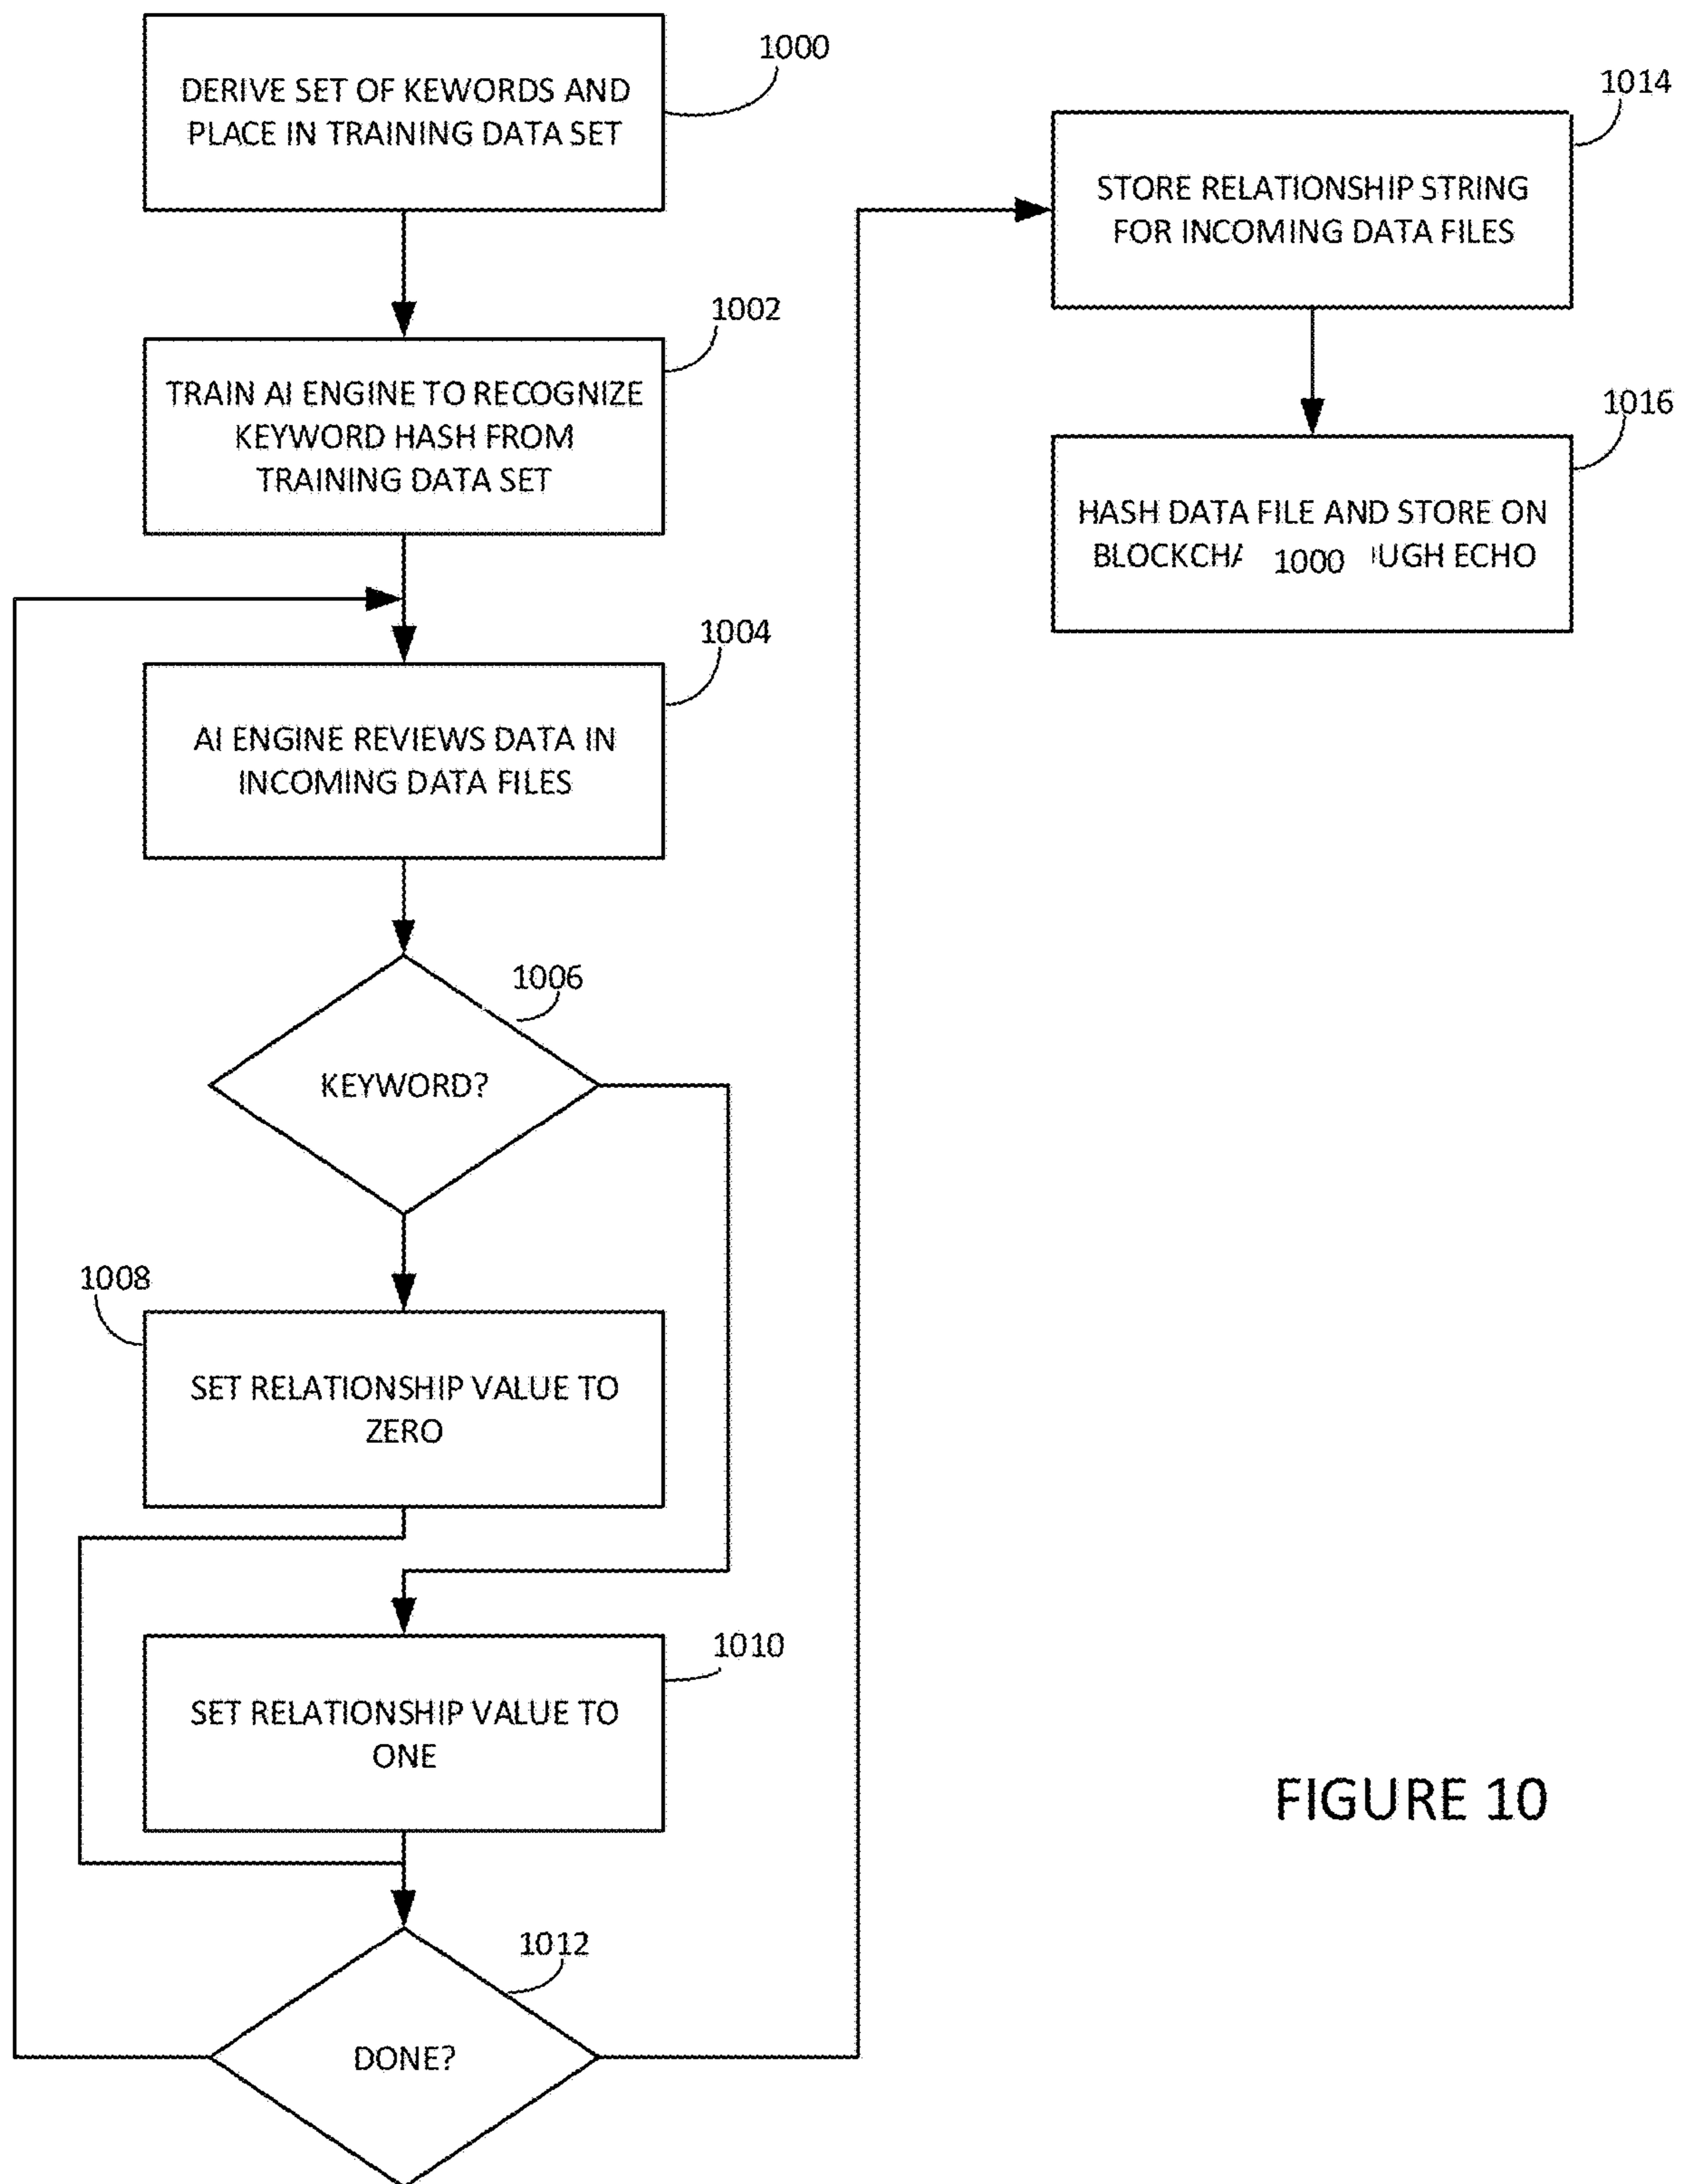 1000
DERIVE SET OF KEWORDS AND
PLACE IN TRAINING DATA SET
1002
TRAIN AI ENGINE TO RECOGNIZE
KEYWORD HASH FROM
TRAINING DATA SET
1004
AI ENGINE REVIEWS DATA IN
INCOMING DATA FILES
1006
KEYWORD?
1008
SET RELATIONSHIP VALUE TO
ZERO
1010
SET RELATIONSHIP VALUE TO
ONE
1012
DONE?
1014
STORE RELATIONSHIP STRING
FOR INCOMING DATA FILES
1016
HASH DATA FILE AND STORE ON
1000 ECHO
FIGURE 10